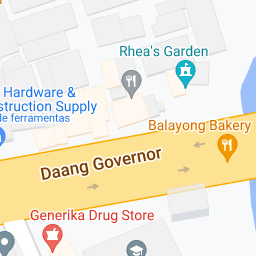 Rhea's Garden
Hardware &
struction Supply
de ferramentas
Balayong Bakery
Daang Governor
Generika Drug Store